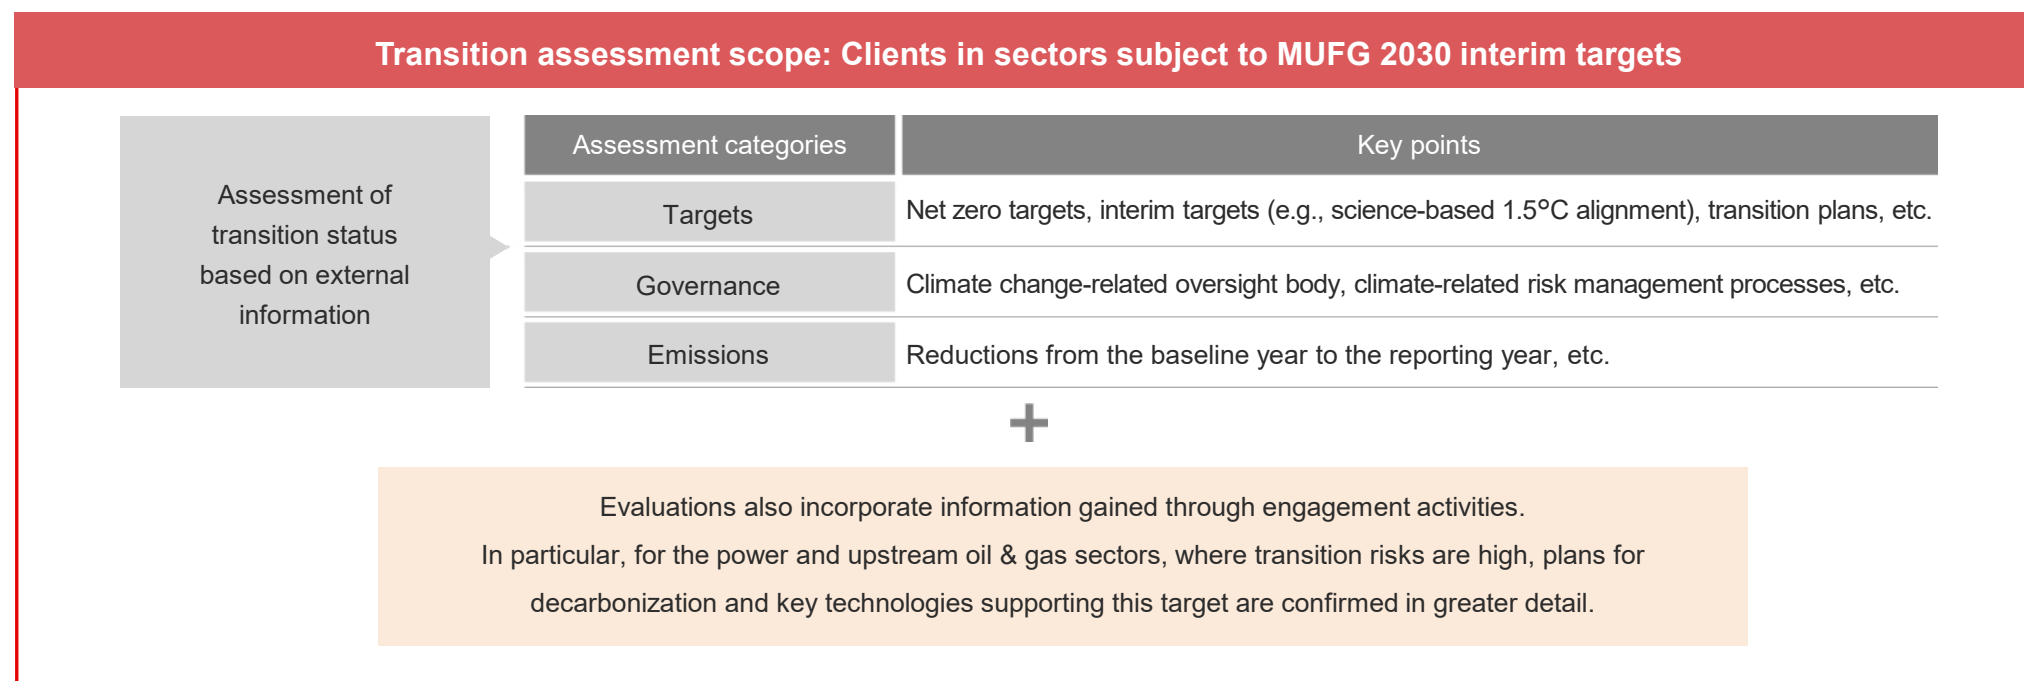 Transition assessment scope: Clients in sectors subject to MUFG 2030 interim targets
Assessment of
transition status
based on external
information
Assessment categories
Key points
Targets
Net zero targets, interim targets (e.g., science-based 1.5°C alignment), transition plans, etc.
Governance
Climate change-related oversight body, climate-related risk management processes, etc.
Emissions
Reductions from the baseline year to the reporting year, etc.
+
Evaluations also incorporate information gained through engagement activities.
In particular, for the power and upstream oil & gas sectors, where transition risks are high, plans for
decarbonization and key technologies supporting this target are confirmed in greater detail.